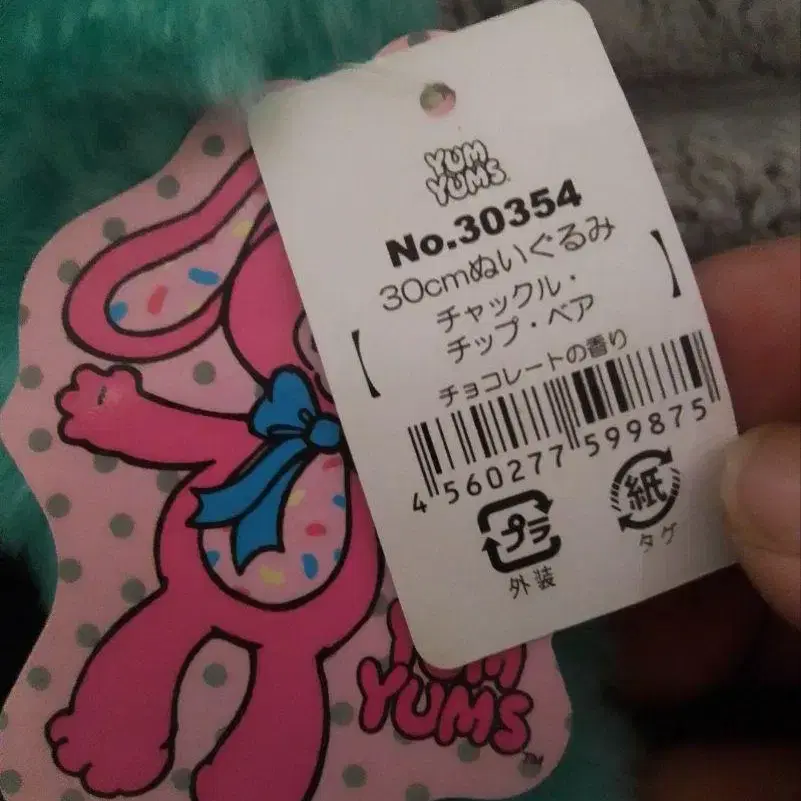 YUM
YUMS
No.30354
30cmぬいぐるみ
【チャックル・
チップ・ベア】
チョコレートの香り
4 560277 599875
プラ
外装
紙
タグ
YUM
YUMS
TM